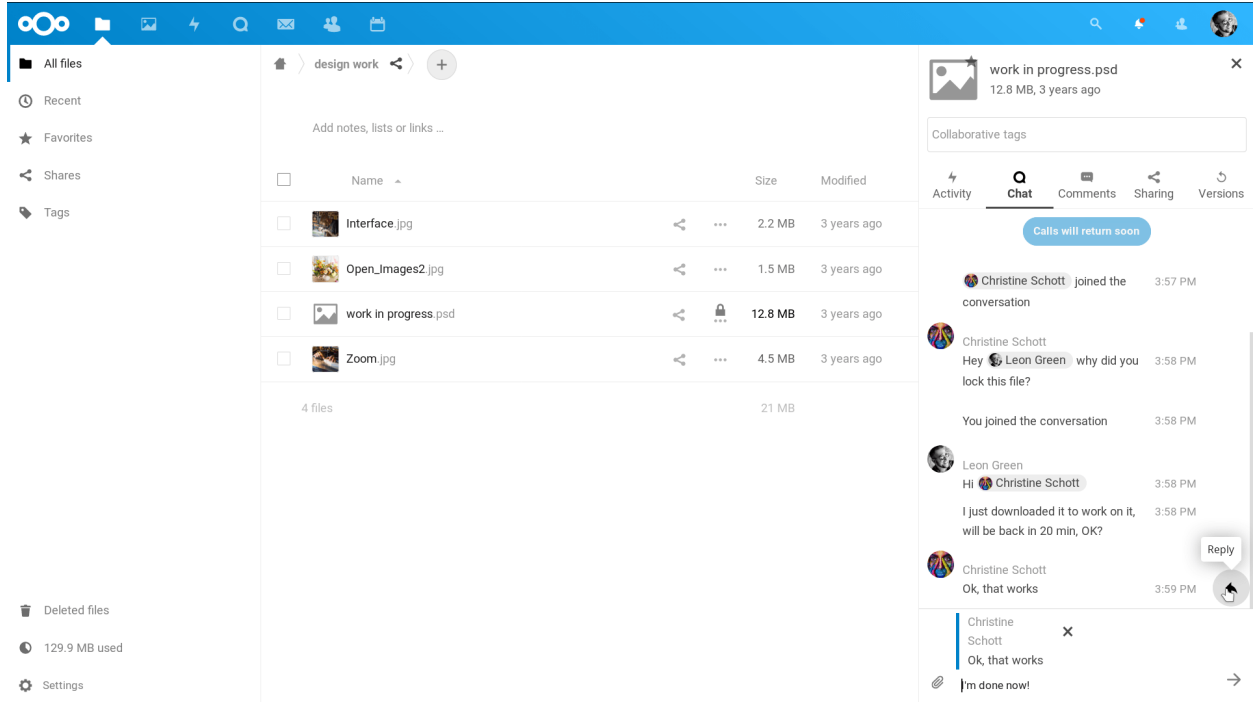 All files
Recent
Favorites
Shares
Tags
Deleted files
129.9 MB used
Settings
design work
+
Add notes, lists or links ...
Name Size Modified
Interface.jpg 2.2 MB 3 years ago
Open_Images2.jpg 1.5 MB 3 years ago
work in progress.psd 12.8 MB 3 years ago
Zoom.jpg 4.5 MB 3 years ago
4 files 21 MB
work in progress.psd
12.8 MB, 3 years ago
Collaborative tags
Activity Chat Comments Sharing Versions
Calls will return soon
Christine Schott joined the 3:57 PM
conversation
Christine Schott
Hey Leon Green why did you 3:58 PM
lock this file?
You joined the conversation 3:58 PM
Leon Green
Hi Christine Schott 3:58 PM
I just downloaded it to work on it, 3:58 PM
will be back in 20 min, OK?
Reply
Christine Schott
Ok, that works 3:59 PM
Christine
Schott
Ok, that works
I'm done now!